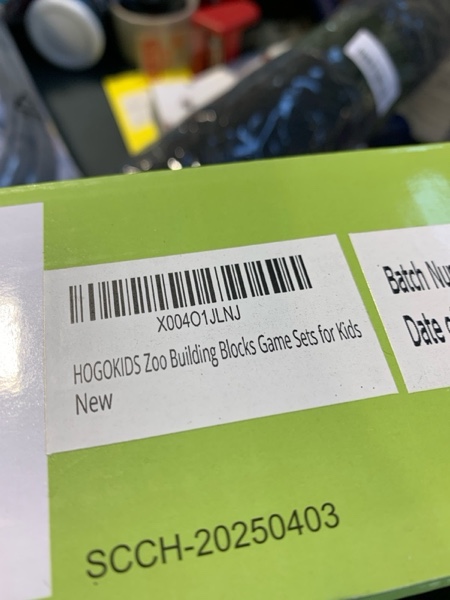 X004O1JLNJ
HOGOKIDS Zoo Building Blocks Game Sets for Kids
New
Batch Nu
Date
SCCH-20250403